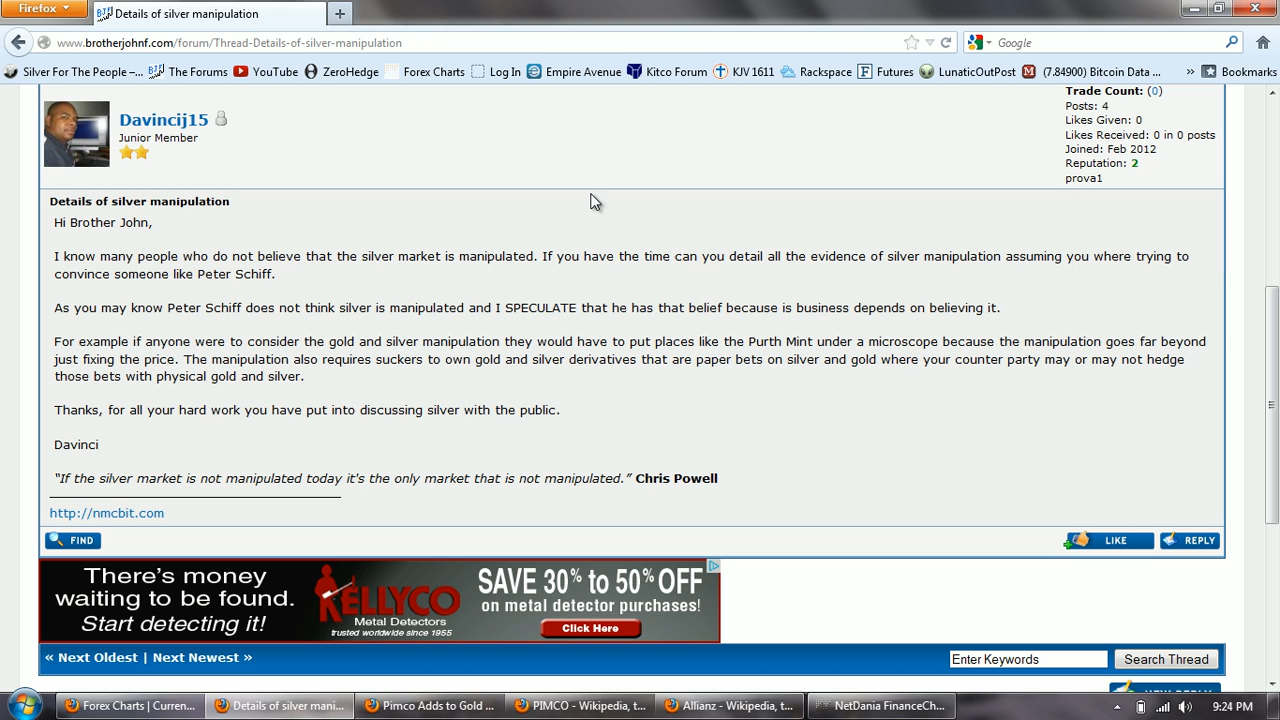 Firefox
Details of silver manipulation
www.brotherjohnf.com/forum/Thread-Details-of-silver-manipulation
Google
Silver For The People –...
The Forums
YouTube
ZeroHedge
Forex Charts
Log In
Empire Avenue
Kitco Forum
KJV 1611
Rackspace
Futures
LunaticOutPost
(7.84900) Bitcoin Data ...
»
Bookmarks
Davincij15
Junior Member
Trade Count: (0)
Posts: 4
Likes Given: 0
Likes Received: 0 in 0 posts
Joined: Feb 2012
Reputation: 2
prova1
Details of silver manipulation
Hi Brother John,
I know many people who do not believe that the silver market is manipulated. If you have the time can you detail all the evidence of silver manipulation assuming you where trying to
convince someone like Peter Schiff.
As you may know Peter Schiff does not think silver is manipulated and I SPECULATE that he has that belief because is business depends on believing it.
For example if anyone were to consider the gold and silver manipulation they would have to put places like the Purth Mint under a microscope because the manipulation goes far beyond
just fixing the price. The manipulation also requires suckers to own gold and silver derivatives that are paper bets on silver and gold where your counter party may or may not hedge
those bets with physical gold and silver.
Thanks, for all your hard work you have put into discussing silver with the public.
Davinci
“If the silver market is not manipulated today it's the only market that is not manipulated.” Chris Powell
http://nmcbit.com
FIND
LIKE
REPLY
There's money
waiting to be found.
Start detecting it!
KELLYCO
Metal Detectors
trusted worldwide since 1955
SAVE 30% to 50% OFF
on metal detector purchases!
Click Here
« Next Oldest | Next Newest »
Enter Keywords
Search Thread
NEW REPLY
Forex Charts | Curren...
Details of silver mani...
Pimco Adds to Gold ...
PIMCO - Wikipedia, t...
Allianz - Wikipedia, t...
NetDania FinanceCh...
9:24 PM